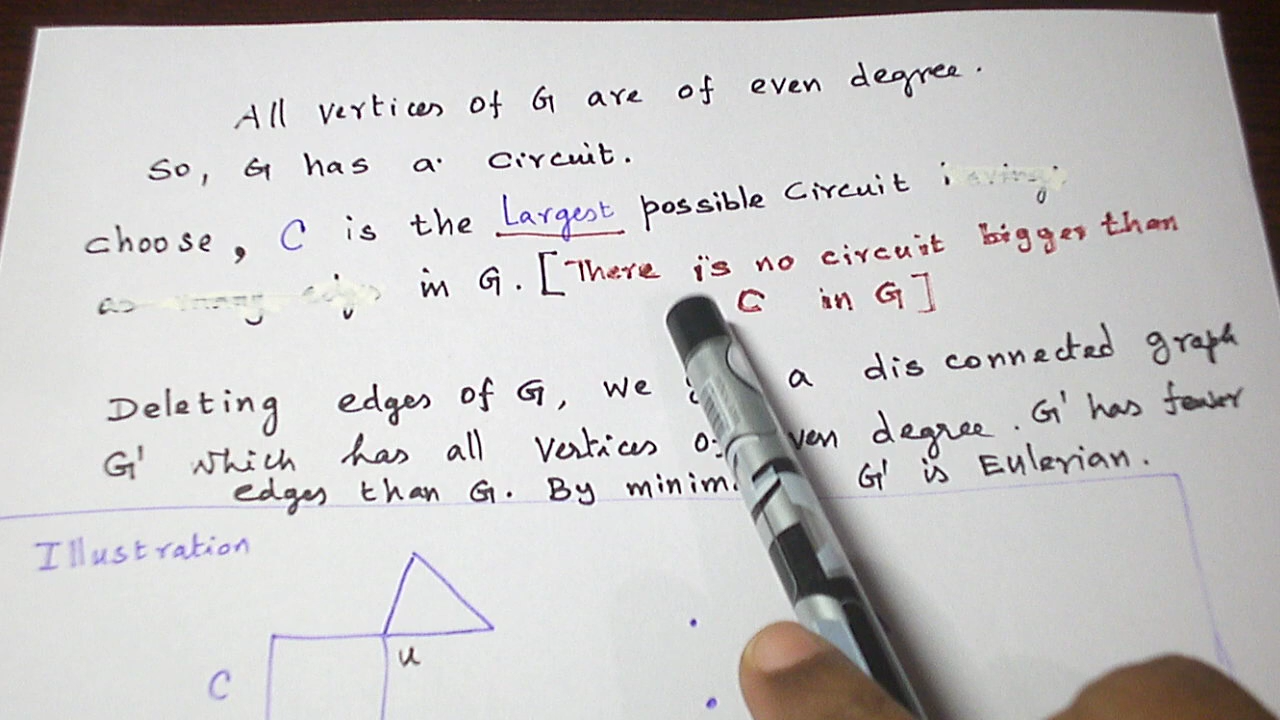 All vertices of G are of even degree.
So, G has a circuit.
choose, C is the Largest possible Circuit
in G. [There is no circuit bigger than
C in G]
Deleting edges of G, we a disconnected graph
G' which has all vertices degree. G' has fewer
edges than G. By G' is Eulerian.
Illustration
u
C